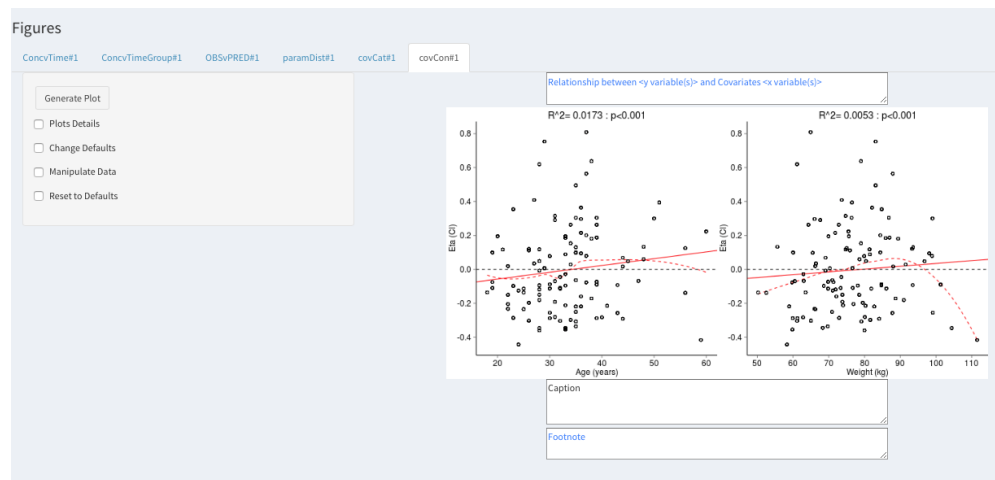 Figures
ConcvTime#1 ConcvTimeGroup#1 OBSvPRED#1 paramDist#1 covCat#1 covCon#1
Generate Plot
Plots Details
Change Defaults
Manipulate Data
Reset to Defaults
Relationship between <y variable(s)> and Covariates <x variable(s)>
R^2= 0.0173 : p<0.001
0.8
0.6
0.4
0.2
0.0
-0.2
-0.4
Eta (Cl)
20 30 40 50 60
Age (years)
R^2= 0.0053 : p<0.001
0.8
0.6
0.4
0.2
0.0
-0.2
-0.4
Eta (Cl)
50 60 70 80 90 100 110
Weight (kg)
Caption
Footnote